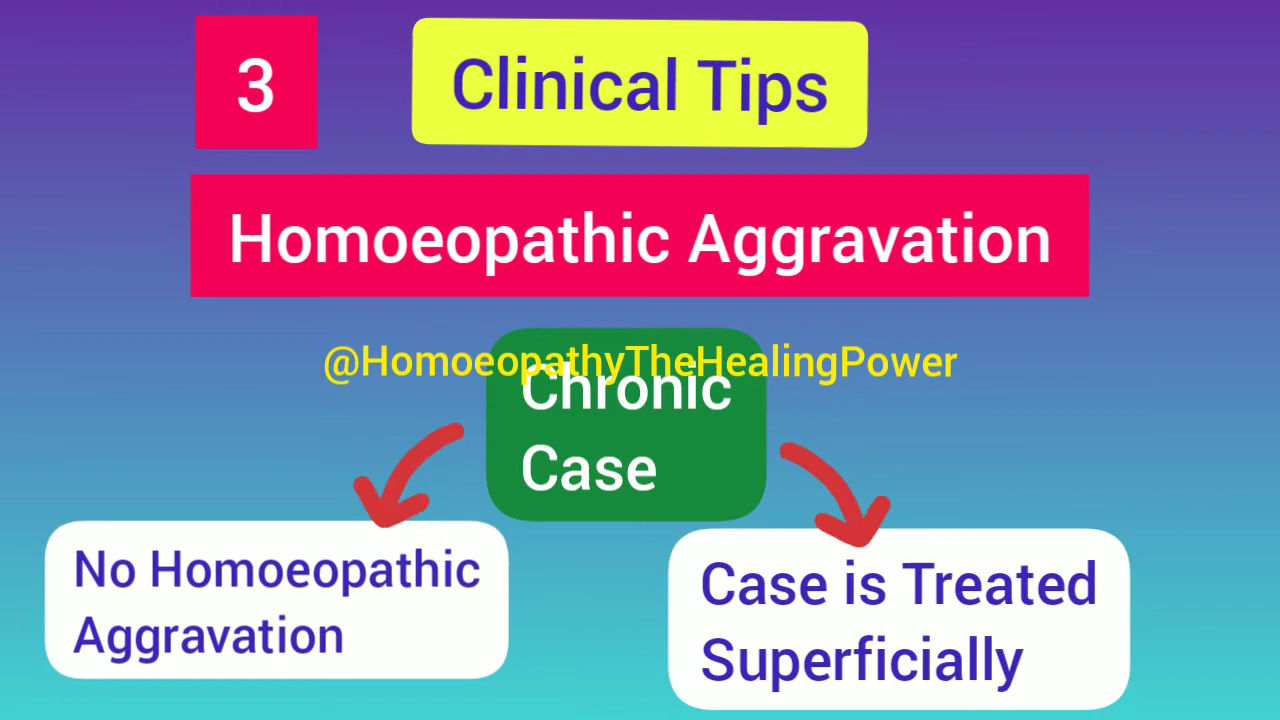 3
Clinical Tips
Homoeopathic Aggravation
@HomoeopathyTheHealingPower
Chronic
Case
No Homoeopathic
Aggravation
Case is Treated
Superficially